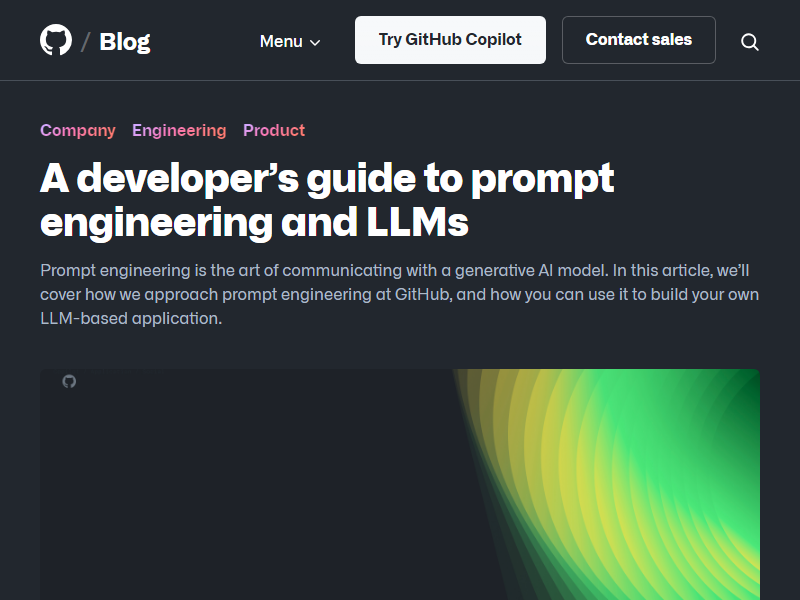 / Blog
Menu
Try GitHub Copilot
Contact sales
Company Engineering Product
A developer’s guide to prompt
engineering and LLMs
Prompt engineering is the art of communicating with a generative AI model. In this article, we’ll
cover how we approach prompt engineering at GitHub, and how you can use it to build your own
LLM-based application.